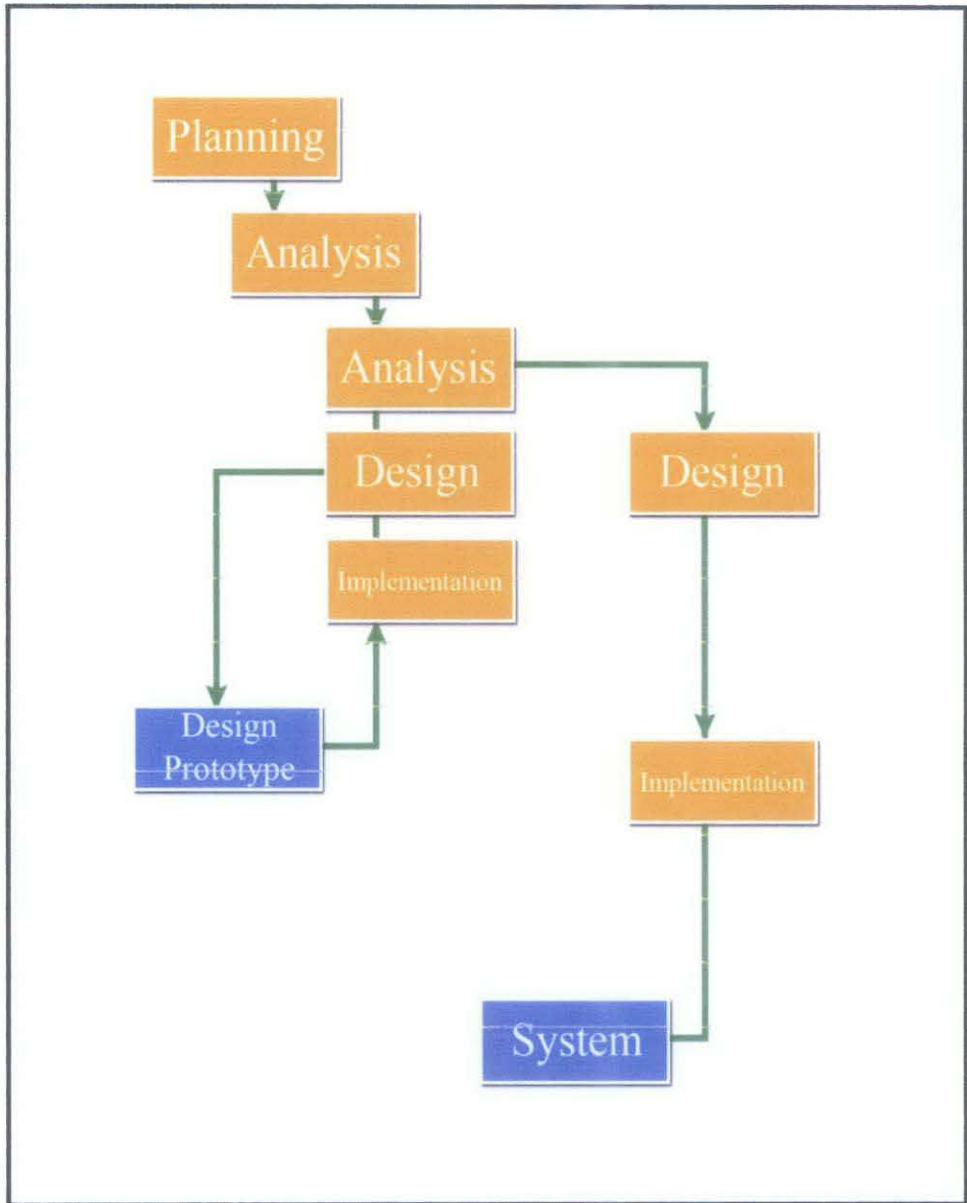 Planning
Analysis
Analysis
Design
Design
Implementation
Design
Prototype
Implementation
System